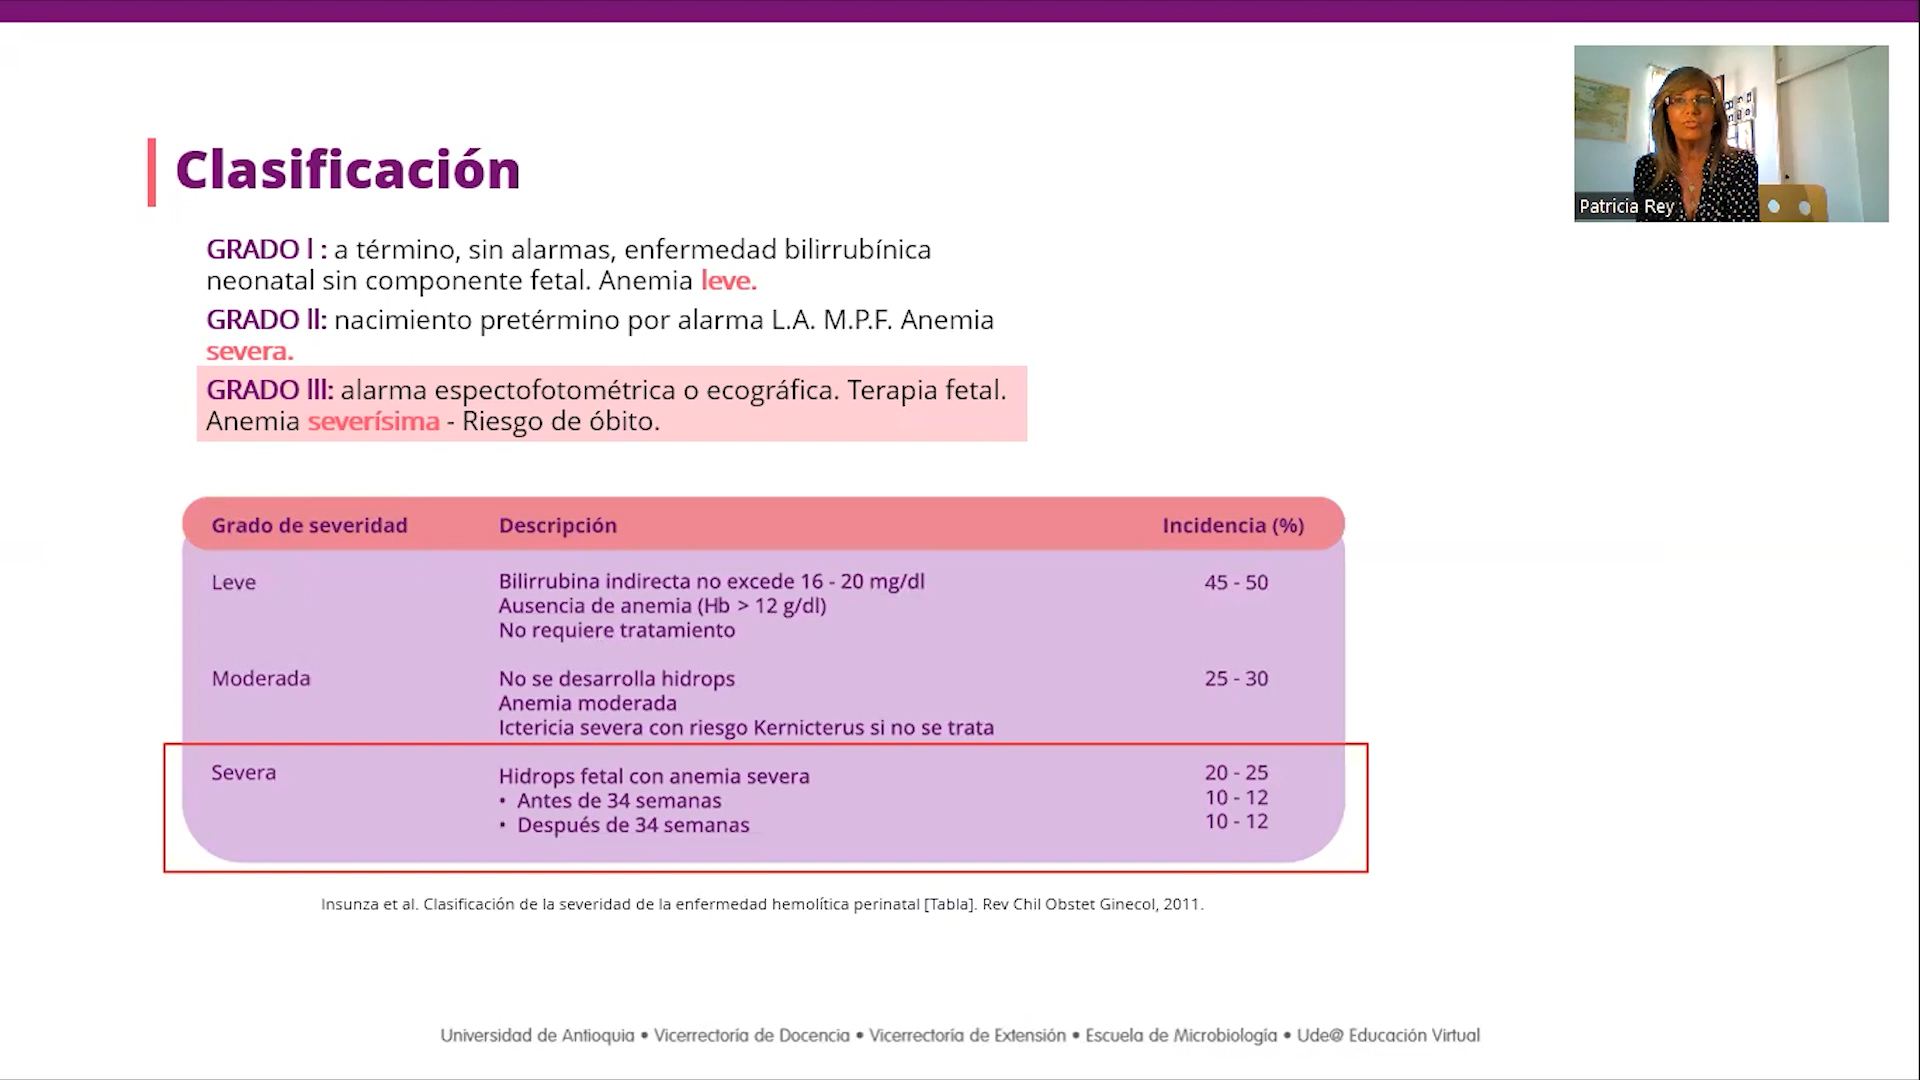 Patricia Rey
Clasificación
GRADO l : a término, sin alarmas, enfermedad bilirrubínica
neonatal sin componente fetal. Anemia leve.
GRADO ll: nacimiento pretérmino por alarma L.A. M.P.F. Anemia
severa.
GRADO lll: alarma espectofotométrica o ecográfica. Terapia fetal.
Anemia severísima - Riesgo de óbito.
Grado de severidad Descripción Incidencia (%)
Leve Bilirrubina indirecta no excede 16 - 20 mg/dl 45 - 50
Ausencia de anemia (Hb > 12 g/dl)
No requiere tratamiento
Moderada No se desarrolla hidrops 25 - 30
Anemia moderada
Ictericia severa con riesgo Kernicterus si no se trata
Severa Hidrops fetal con anemia severa 20 - 25
• Antes de 34 semanas 10 - 12
• Después de 34 semanas 10 - 12
Insunza et al. Clasificación de la severidad de la enfermedad hemolítica perinatal [Tabla]. Rev Chil Obstet Ginecol, 2011.
Universidad de Antioquia • Vicerrectoría de Docencia • Vicerrectoría de Extensión • Escuela de Microbiología • Ude@ Educación Virtual